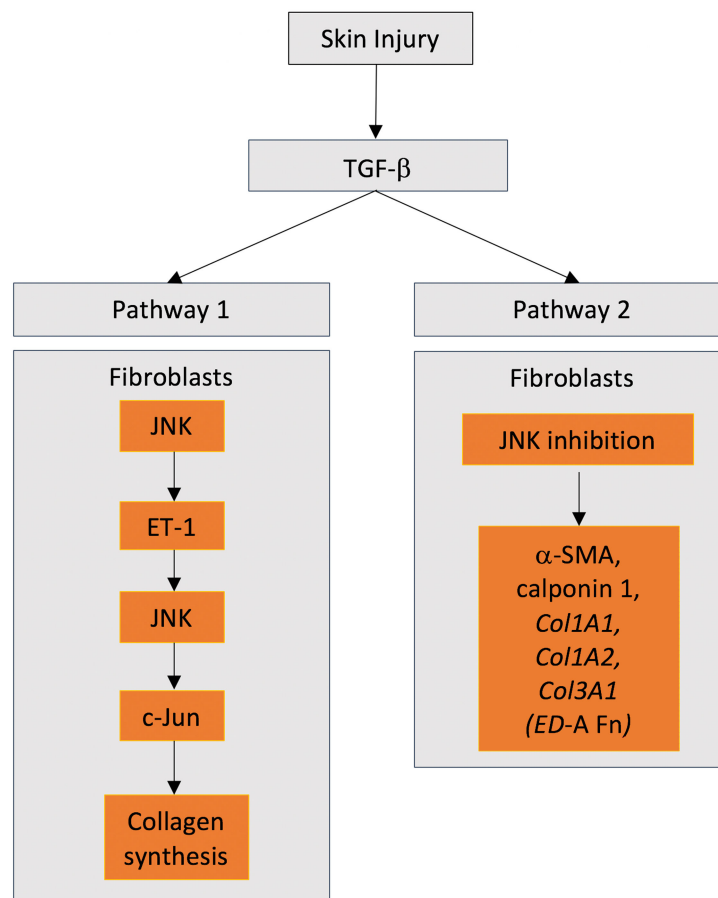 Skin Injury
TGF-β
Pathway 1
Pathway 2
Fibroblasts
JNK
ET-1
JNK
c-Jun
Collagen
synthesis
Fibroblasts
JNK inhibition
α-SMA,
calponin 1,
Col1A1,
Col1A2,
Col3A1
(ED-A Fn)